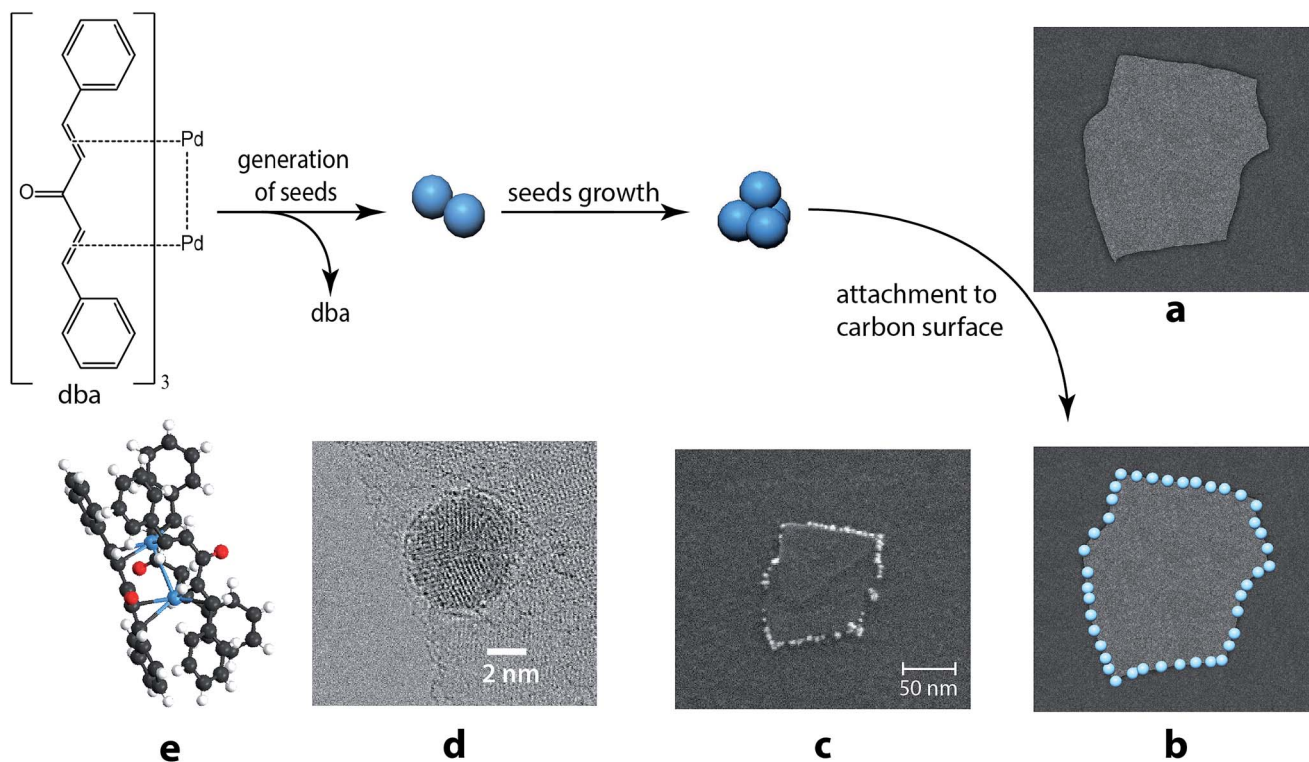 Pd
generation
of seeds
seeds growth
O
Pd
dba
attachment to
carbon surface
a
3
dba
2 nm
50 nm
e
d
c
b